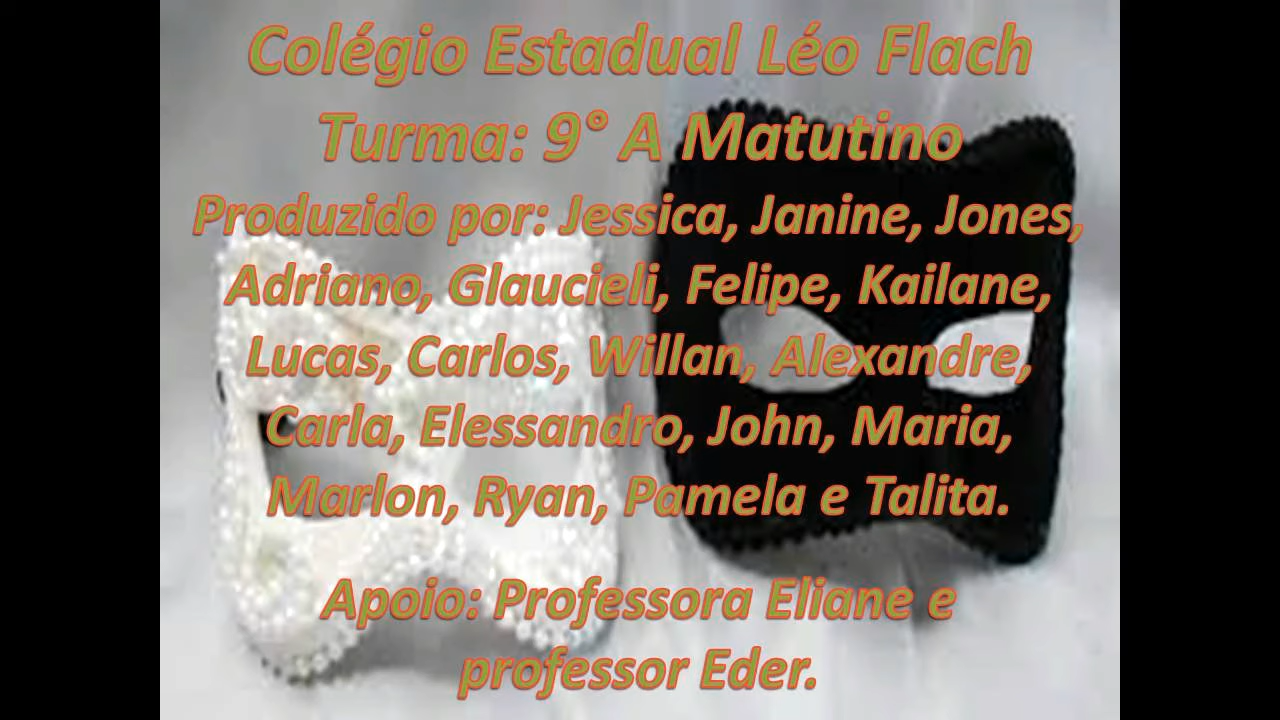 Colégio Estadual Léo Flach
Turma: 9° A Matutino
Produzido por: Jessica, Janine, Jones,
Adriano, Glaucieli, Felipe, Kailane,
Lucas, Carlos, Willan, Alexandre,
Carla, Elessandro, John, Maria,
Marlon, Ryan, Pamela e Talita.
Apoio: Professora Eliane e
professor Eder.